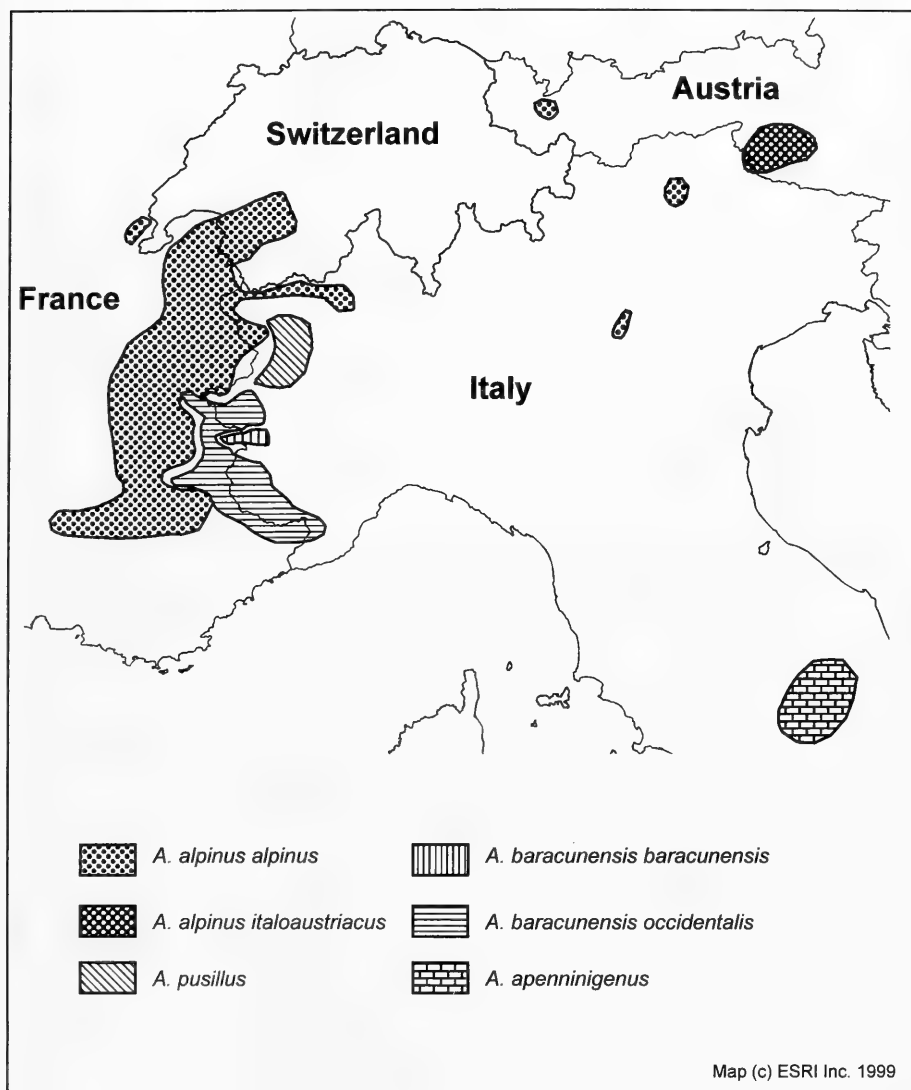 Austria
Switzerland
France
Italy
A. alpinus alpinus
A. baracunensis baracunensis
A. alpinus italoaustriacus
A. baracunensis occidentalis
A. pusillus
A. apenninigenus
Map (c) ESRI Inc. 1999